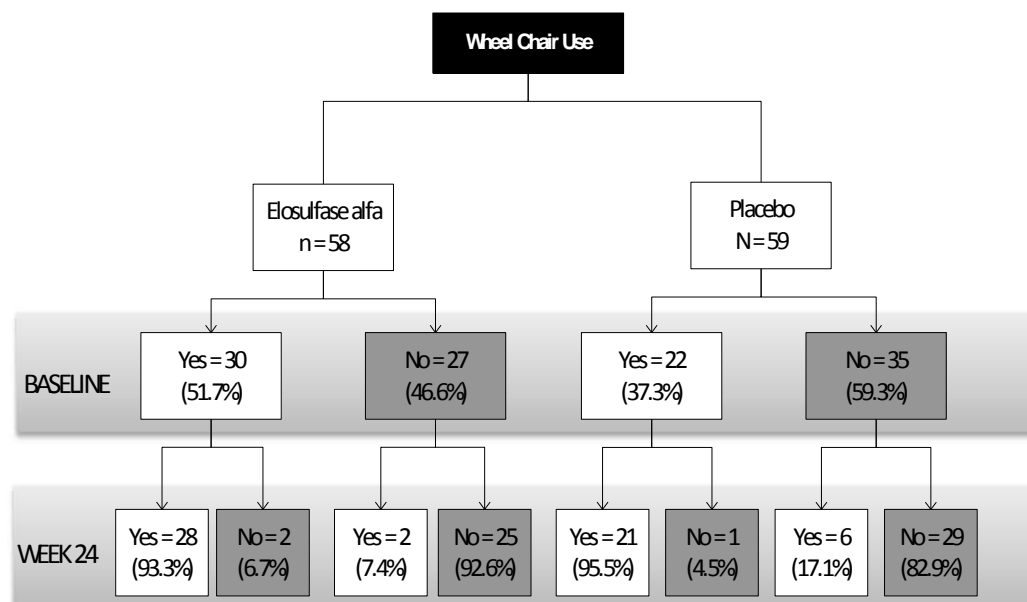 Wheel Chair Use
Elosulfase alfa
n = 58
Placebo
N = 59
BASELINE
Yes = 30
(51.7%)
No = 27
(46.6%)
Yes = 22
(37.3%)
No = 35
(59.3%)
WEEK 24
Yes = 28
(93.3%)
No = 2
(6.7%)
Yes = 2
(7.4%)
No = 25
(92.6%)
Yes = 21
(95.5%)
No = 1
(4.5%)
Yes = 6
(17.1%)
No = 29
(82.9%)